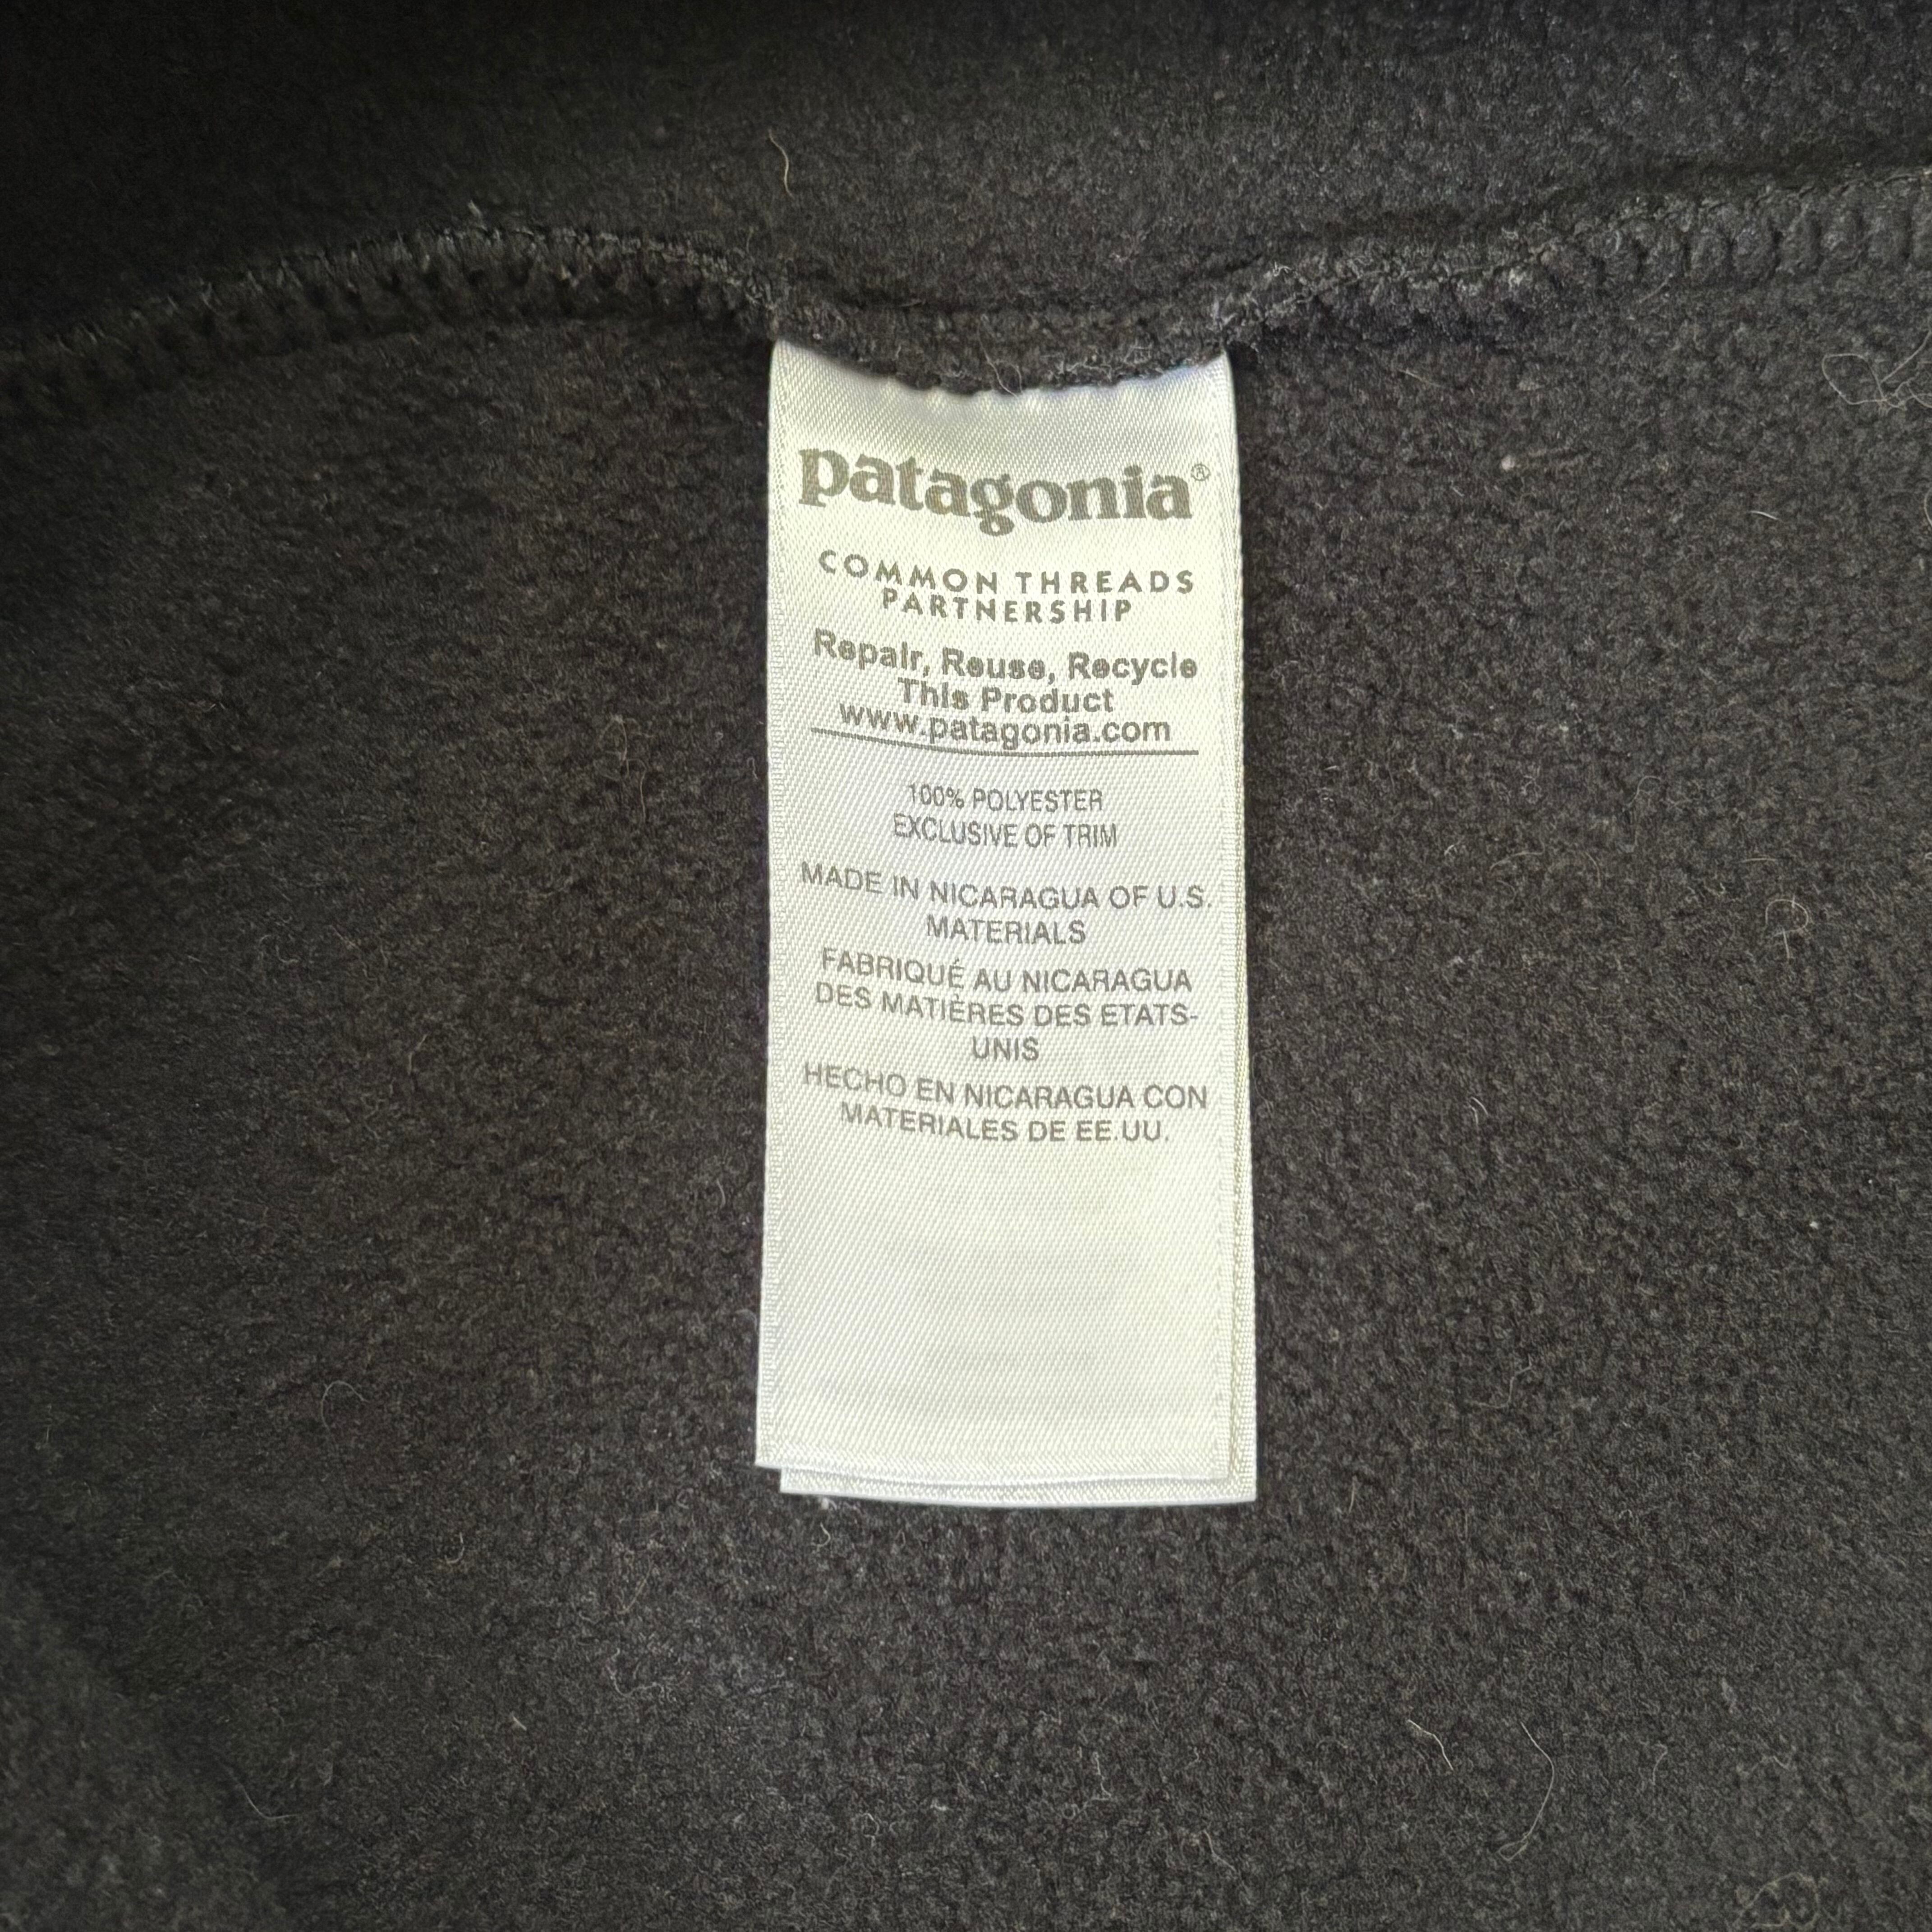 patagonia®
COMMON THREADS
PARTNERSHIP
Repair, Reuse, Recycle
This Product
www.patagonia.com
100% POLYESTER
EXCLUSIVE OF TRIM
MADE IN NICARAGUA OF U.S.
MATERIALS
FABRIQUÉ AU NICARAGUA
DES MATIÈRES DES ETATS-
UNIS
HECHO EN NICARAGUA CON
MATERIALES DE EE.UU.